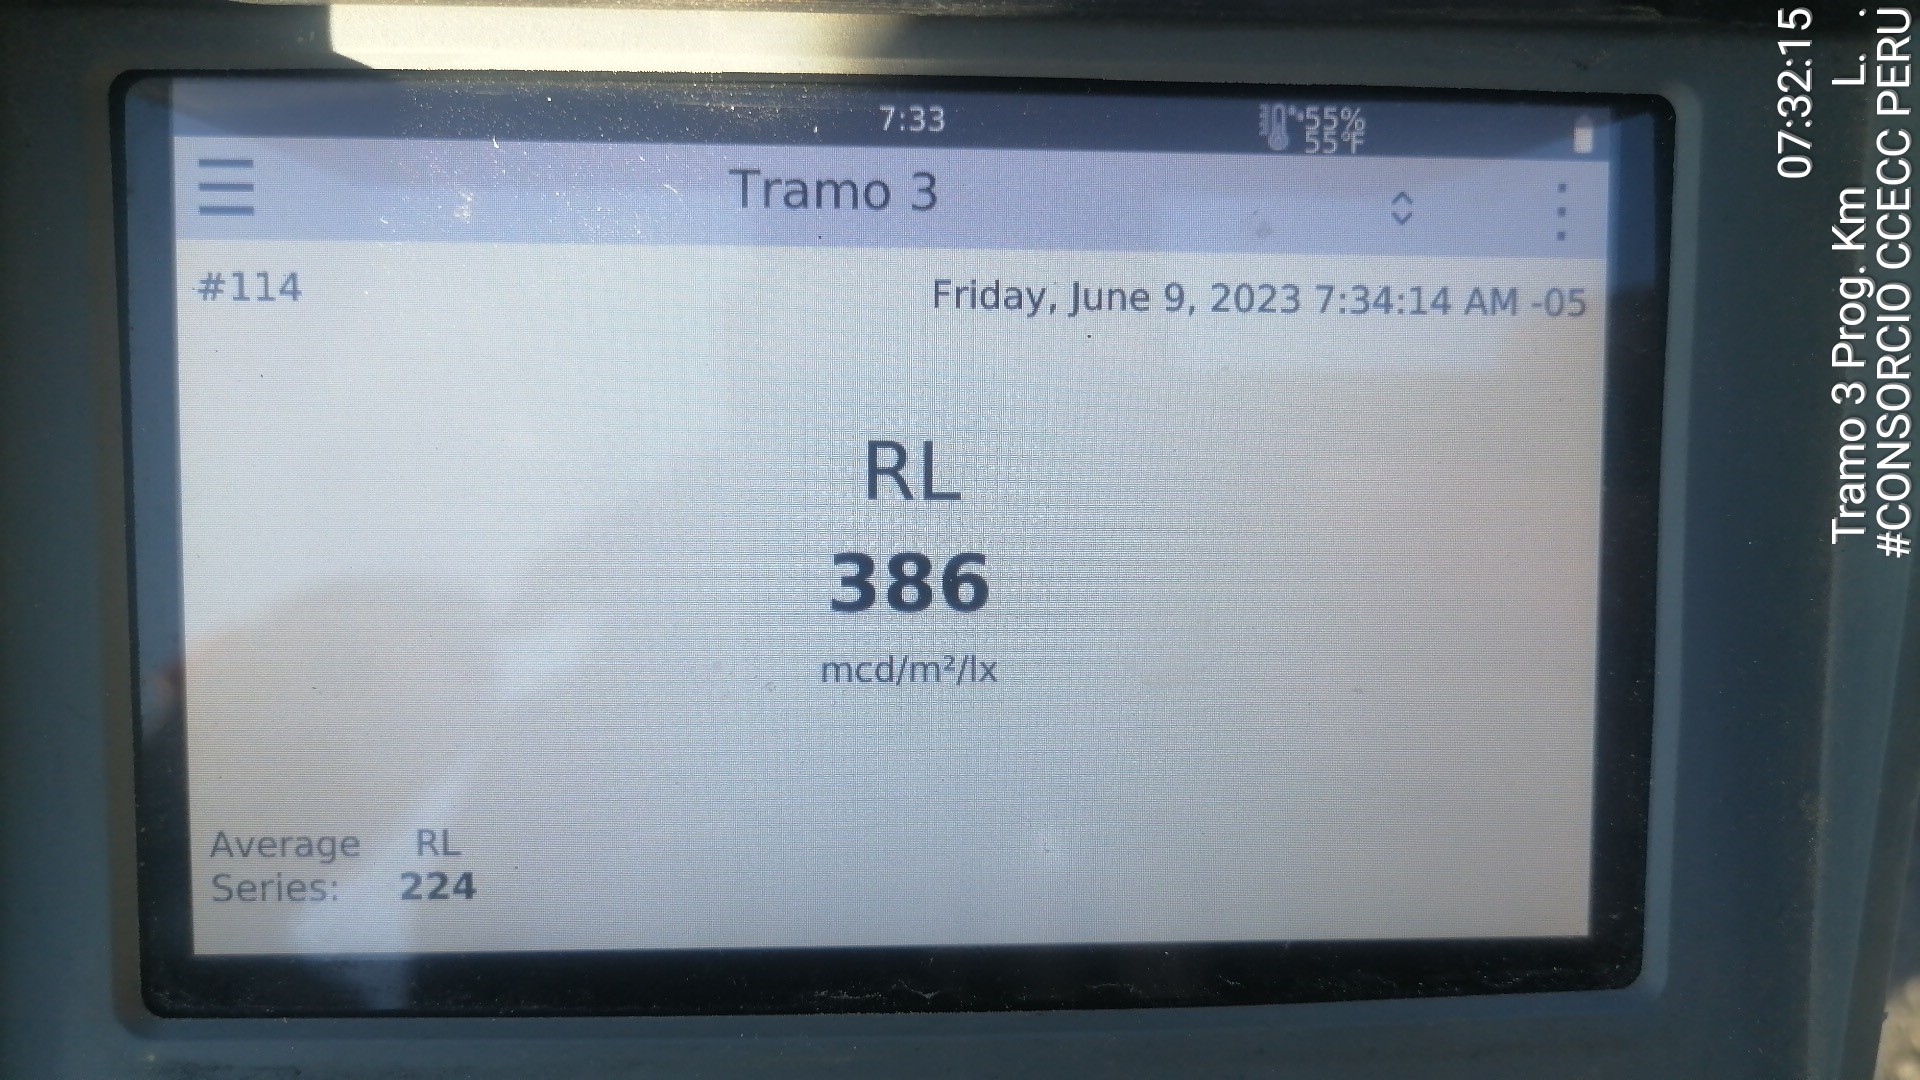 7:33
55%
55°F
Tramo 3
#114
Friday, June 9, 2023 7:34:14 AM -05
RL
386
mcd/m²/lx
Average RL
Series: 224
07:32:15
Tramo 3 Prog. Km L. .
#CONSORCIO CCECC PERU